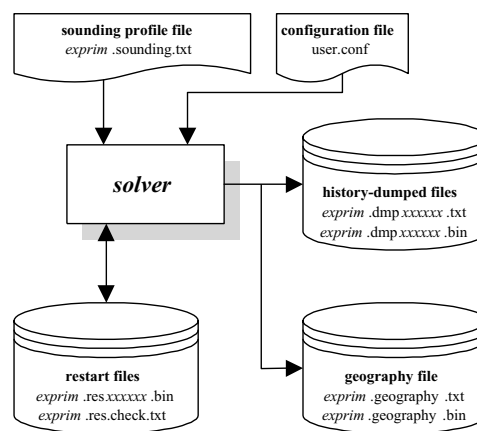 sounding profile file
exprim .sounding.txt
configuration file
user.conf
solver
history-dumped files
exprim .dmp xxxxxx .txt
exprim .dmp xxxxxx .bin
restart files
exprim .res xxxxxx .bin
exprim .res.check.txt
geography file
exprim .geography .txt
exprim .geography .bin